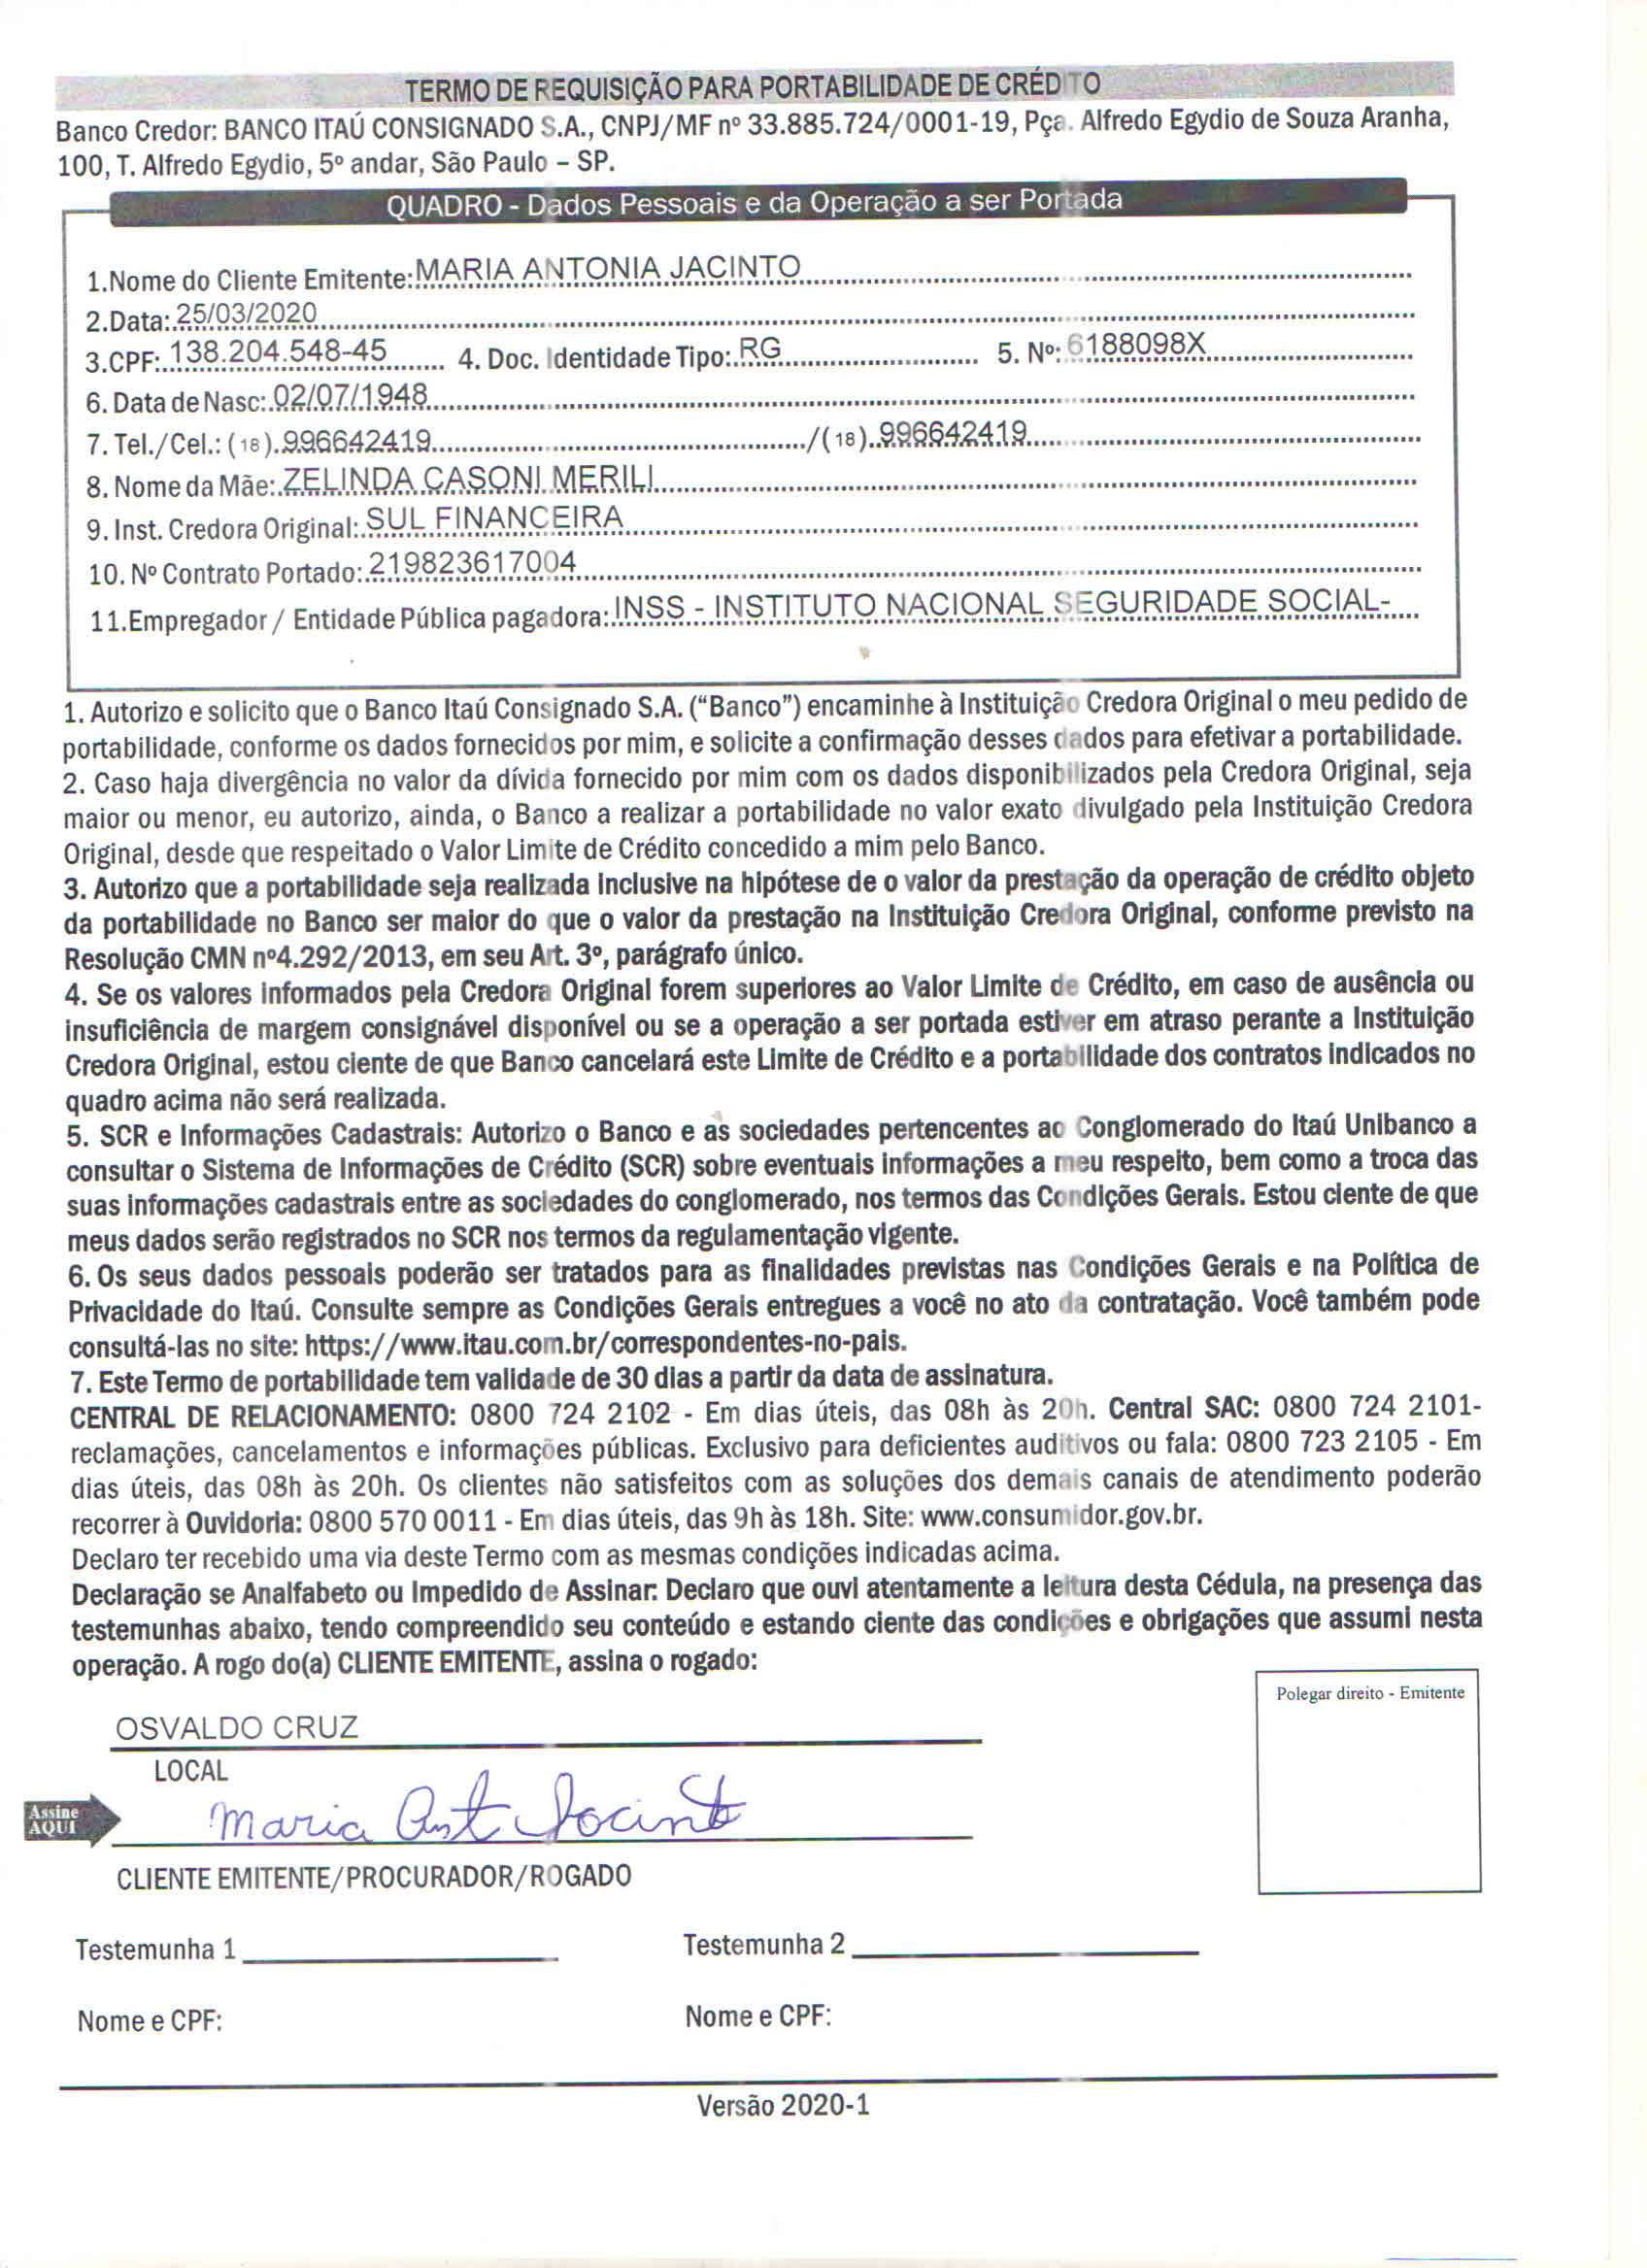 TERMO DE REQUISIÇÃO PARA PORTABILIDADE DE CRÉDITO
Banco Credor: BANCO ITAÚ CONSIGNADO S.A., CNPJ/MF nº 33.885.724/0001-19, Pça. Alfredo Egydio de Souza Aranha,
100, T. Alfredo Egydio, 5º andar, São Paulo – SP.
QUADRO - Dados Pessoais e da Operação a ser Portada
1.Nome do Cliente Emitente: MARIA ANTONIA JACINTO
2.Data: 25/03/2020
3.CPF: 138.204.548-45 4. Doc. Identidade Tipo: RG 5. Nº: 6188098X
6. Data de Nasc: 02/07/1948
7. Tel./Cel.: (18) 996642419 /(18) 996642419
8. Nome da Mãe: ZELINDA CASONI MERILI
9. Inst. Credora Original: SUL FINANCEIRA
10. Nº Contrato Portado: 219823617004
11.Empregador / Entidade Pública pagadora: INSS - INSTITUTO NACIONAL SEGURIDADE SOCIAL-
1. Autorizo e solicito que o Banco Itaú Consignado S.A. (“Banco”) encaminhe à Instituição Credora Original o meu pedido de
portabilidade, conforme os dados fornecidos por mim, e solicite a confirmação desses dados para efetivar a portabilidade.
2. Caso haja divergência no valor da dívida fornecido por mim com os dados disponibilizados pela Credora Original, seja
maior ou menor, eu autorizo, ainda, o Banco a realizar a portabilidade no valor exato divulgado pela Instituição Credora
Original, desde que respeitado o Valor Limite de Crédito concedido a mim pelo Banco.
3. Autorizo que a portabilidade seja realizada inclusive na hipótese de o valor da prestação da operação de crédito objeto
da portabilidade no Banco ser maior do que o valor da prestação na Instituição Credora Original, conforme previsto na
Resolução CMN nº4.292/2013, em seu Art. 3º, parágrafo único.
4. Se os valores informados pela Credora Original forem superiores ao Valor Limite de Crédito, em caso de ausência ou
insuficiência de margem consignável disponível ou se a operação a ser portada estiver em atraso perante a Instituição
Credora Original, estou ciente de que Banco cancelará este Limite de Crédito e a portabilidade dos contratos indicados no
quadro acima não será realizada.
5. SCR e Informações Cadastrais: Autorizo o Banco e as sociedades pertencentes ao Conglomerado do Itaú Unibanco a
consultar o Sistema de Informações de Crédito (SCR) sobre eventuais informações a meu respeito, bem como a troca das
suas informações cadastrais entre as sociedades do conglomerado, nos termos das Condições Gerais. Estou ciente de que
meus dados serão registrados no SCR nos termos da regulamentação vigente.
6. Os seus dados pessoais poderão ser tratados para as finalidades previstas nas Condições Gerais e na Política de
Privacidade do Itaú. Consulte sempre as Condições Gerais entregues a você no ato da contratação. Você também pode
consultá-las no site: https://www.itau.com.br/correspondentes-no-pais.
7. Este Termo de portabilidade tem validade de 30 dias a partir da data de assinatura.
CENTRAL DE RELACIONAMENTO: 0800 724 2102 - Em dias úteis, das 08h às 20h. Central SAC: 0800 724 2101-
reclamações, cancelamentos e informações públicas. Exclusivo para deficientes auditivos ou fala: 0800 723 2105 - Em
dias úteis, das 08h às 20h. Os clientes não satisfeitos com as soluções dos demais canais de atendimento poderão
recorrer à Ouvidoria: 0800 570 0011 - Em dias úteis, das 9h às 18h. Site: www.consumidor.gov.br.
Declaro ter recebido uma via deste Termo com as mesmas condições indicadas acima.
Declaração se Analfabeto ou Impedido de Assinar: Declaro que ouvi atentamente a leitura desta Cédula, na presença das
testemunhas abaixo, tendo compreendido seu conteúdo e estando ciente das condições e obrigações que assumi nesta
operação. A rogo do(a) CLIENTE EMITENTE, assina o rogado:
Polegar direito - Emitente
OSVALDO CRUZ
LOCAL
Assine
AQUI
Maria Ant Jocinto
CLIENTE EMITENTE/PROCURADOR/ROGADO
Testemunha 1 Testemunha 2
Nome e CPF: Nome e CPF:
Versão 2020-1